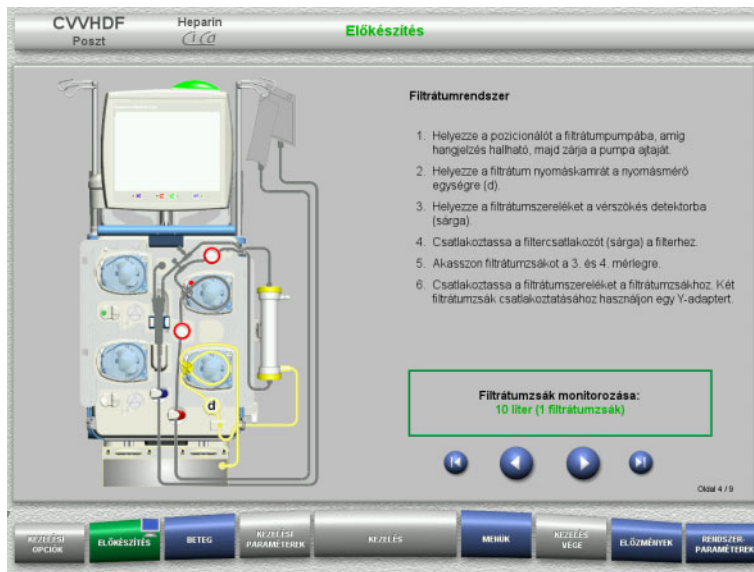 CVVHDF
Poszt
Heparin
CiCa
Előkészítés
Filtrátumrendszer
1. Helyezze a pozicionálót a filtrátumpumpába, amíg
hangjelzés hallható, majd zárja a pumpa ajtaját.
2. Helyezze a filtrátum nyomáskamrát a nyomásmérő
egységre (d).
3. Helyezze a filtrátumszereléket a vérszökés detektorba
(sárga).
4. Csatlakoztassa a filtercsatlakozót (sárga) a filterhez.
5. Akasszon filtrátumzsákot a 3. és 4. mérlegre.
6. Csatlakoztassa a filtrátumszereléket a filtrátumzsákhoz. Két
filtrátumzsák csatlakoztatásához használjon egy Y-adaptert.
d
Filtrátumzsák monitorozása:
10 liter (1 filtrátumzsák)
Oldal 4 / 9
KEZELÉSI
OPCIÓK
ELŐKÉSZÍTÉS
BETEG
KEZELÉSI
PARAMÉTEREK
KEZELÉS
MENÜK
KEZELÉS
VÉGE
ELŐZMÉNYEK
RENDSZER-
PARAMÉTEREK